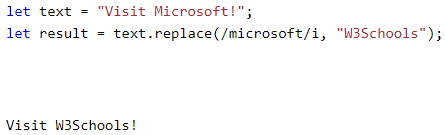 let text = "Visit Microsoft!";
let result = text.replace(/microsoft/i, "W3Schools");
Visit W3Schools!